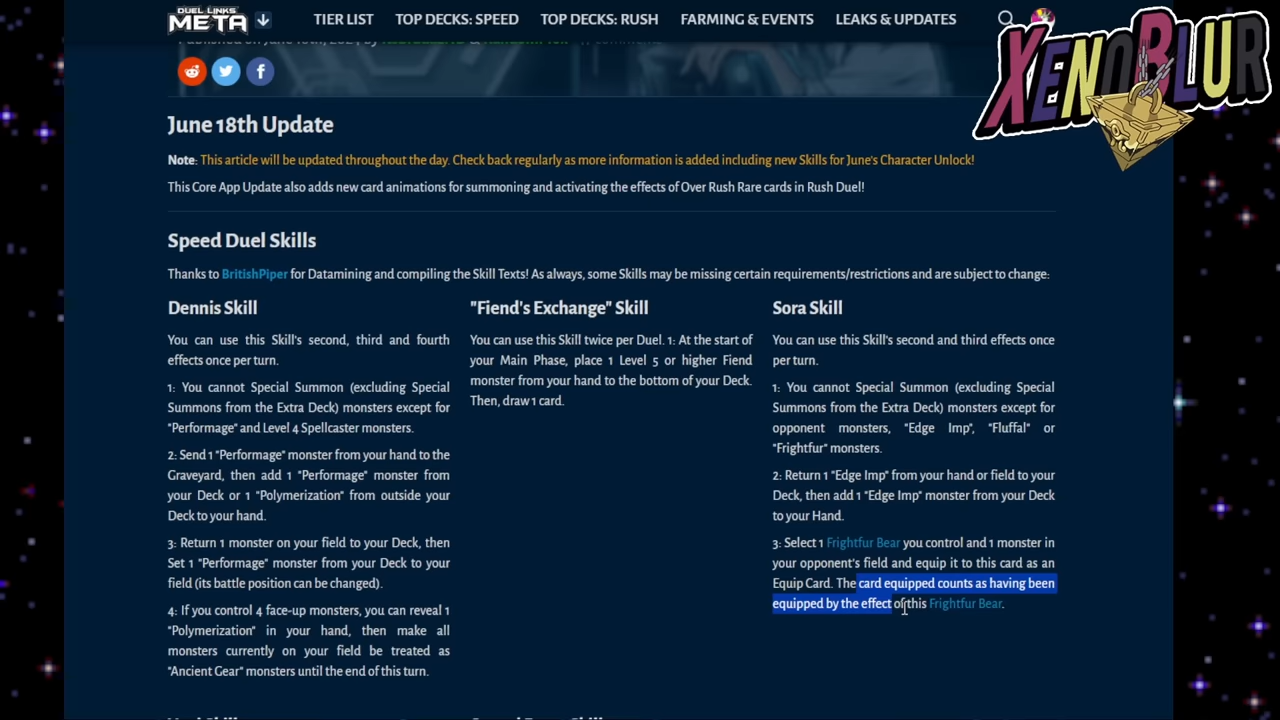 DUEL LINKS
META
TIER LIST
TOP DECKS: SPEED
TOP DECKS: RUSH
FARMING & EVENTS
LEAKS & UPDATES
XENOBLUR
June 18th Update
Note: This article will be updated throughout the day. Check back regularly as more information is added including new Skills for June's Character Unlock!
This Core App Update also adds new card animations for summoning and activating the effects of Over Rush Rare cards in Rush Duel!
Speed Duel Skills
Thanks to BritishPiper for Datamining and compiling the Skill Texts! As always, some Skills may be missing certain requirements/restrictions and are subject to change:
Dennis Skill
You can use this Skill's second, third and fourth
effects once per turn.
1: You cannot Special Summon (excluding Special
Summons from the Extra Deck) monsters except for
"Performage" and Level 4 Spellcaster monsters.
2: Send 1 "Performage" monster from your hand to the
Graveyard, then add 1 "Performage" monster from
your Deck or 1 "Polymerization" from outside your
Deck to your hand.
3: Return 1 monster on your field to your Deck, then
Set 1 "Performage" monster from your Deck to your
field (its battle position can be changed).
4: If you control 4 face-up monsters, you can reveal 1
"Polymerization" in your hand, then make all
monsters currently on your field be treated as
"Ancient Gear" monsters until the end of this turn.
"Fiend's Exchange" Skill
You can use this Skill twice per Duel. 1: At the start of
your Main Phase, place 1 Level 5 or higher Fiend
monster from your hand to the bottom of your Deck.
Then, draw 1 card.
Sora Skill
You can use this Skill's second and third effects once
per turn.
1: You cannot Special Summon (excluding Special
Summons from the Extra Deck) monsters except for
opponent monsters, "Edge Imp", "Fluffal" or
"Frightfur" monsters.
2: Return 1 "Edge Imp" from your hand or field to your
Deck, then add 1 "Edge Imp" monster from your Deck
to your Hand.
3: Select 1 Frightfur Bear you control and 1 monster in
your opponent's field and equip it to this card as an
Equip Card. The card equipped counts as having been
equipped by the effect of this Frightfur Bear.